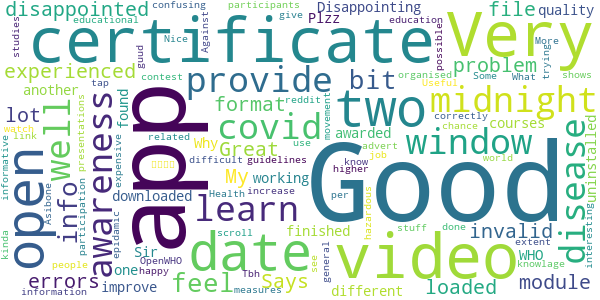 disappointed
educational
confusing
participants
Nice
give
Against
Disappointing
Plzz
education
possible
file
quality
studies
experienced
certificate
Very
More
trying
another
contest
guud
provide
bit
problem
Some
What
shows
organised
Useful
lot
tap
found
format
reddit
movement
two
midnight
correctly
uninstalled
watch
link
presentations
awareness
why
covid
awarded
chance
courses
well
app
related
Great
guidelines
use
window
disease
informative
open
info
participation
expensive
difficult
My
working
know
higher
advert
job
world
kinda
Asibone
downloaded
Health
increase
per
hazardous
invalid
interesting
learn
Good
epidemic
Sir
finished
stuff
done
extent
OpenWHO
scroll
general
WHO
knowlage
errors
one
happy
date
video
loaded
module
people
improve
Tbh
feel
Says
see
information
measures
different